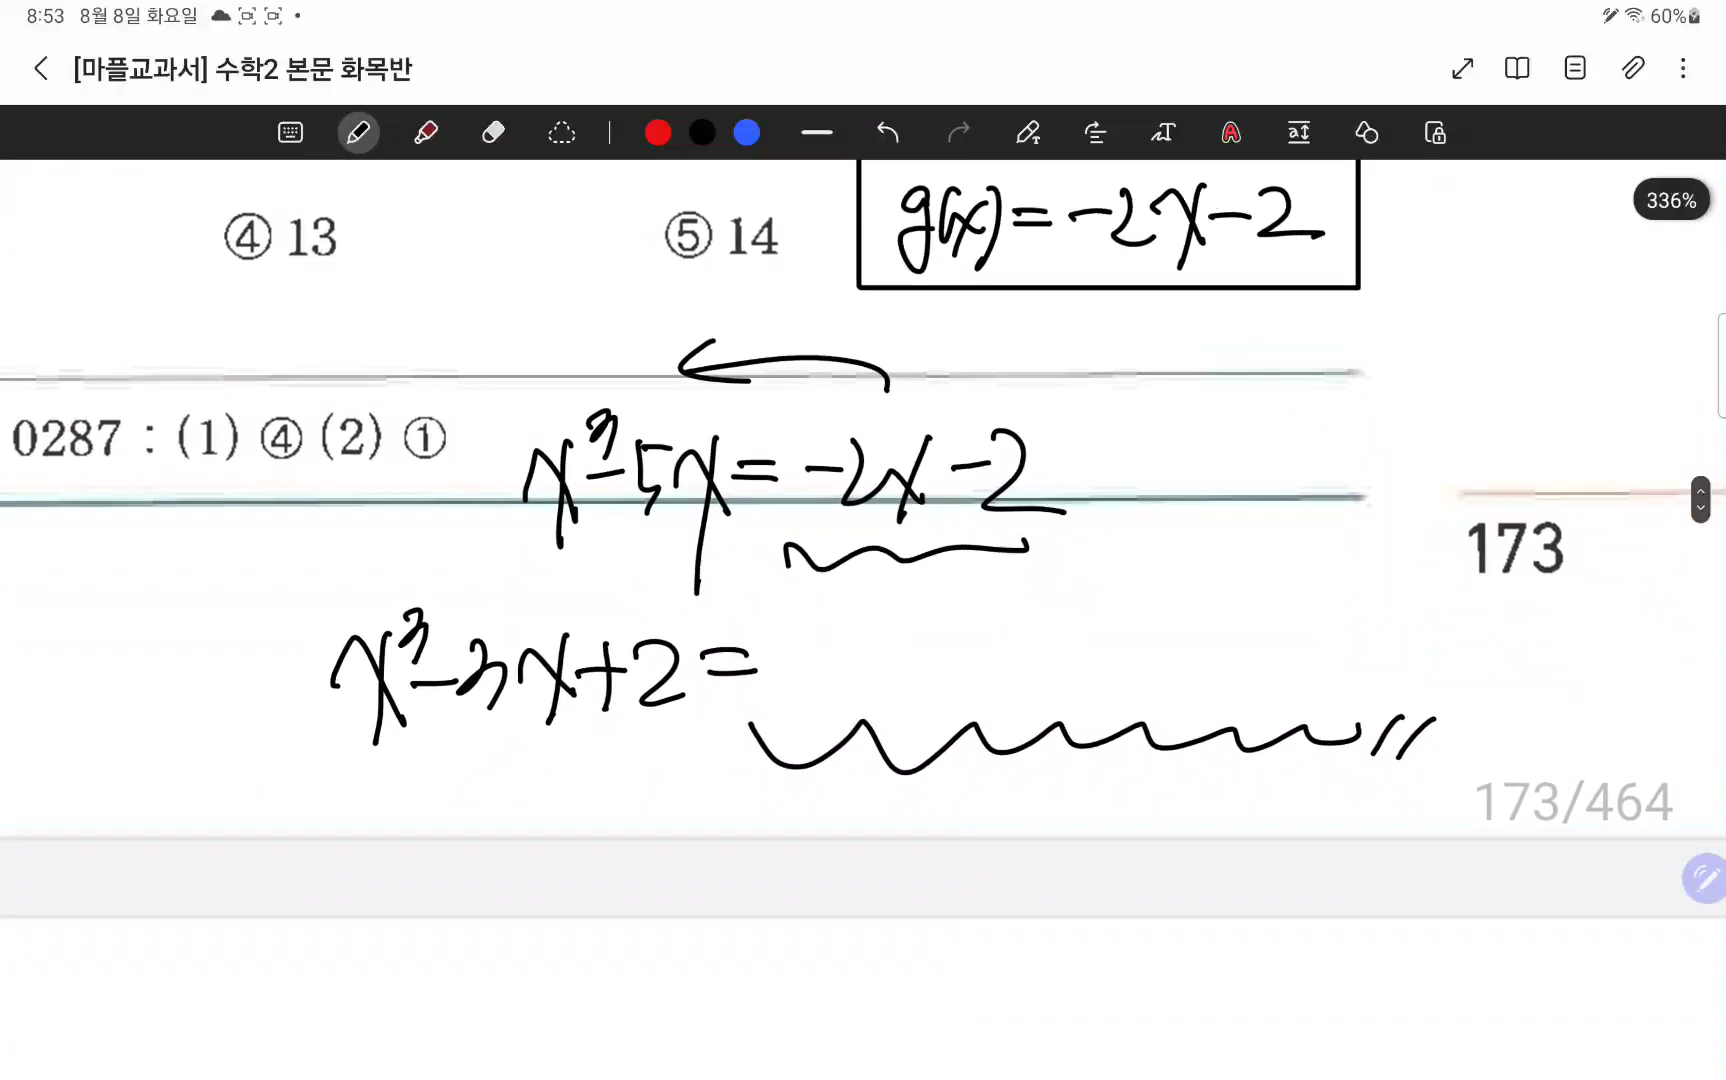 8:53 8월 8일 화요일
60%
[마플교과서] 수학2 본문 화목반
336%
④ 13 ⑤ 14
g(x) = -2x-2
0287 : (1) ④ (2) ①
x³-5x = -2x-2
173
x³-3x+2 =
173/464